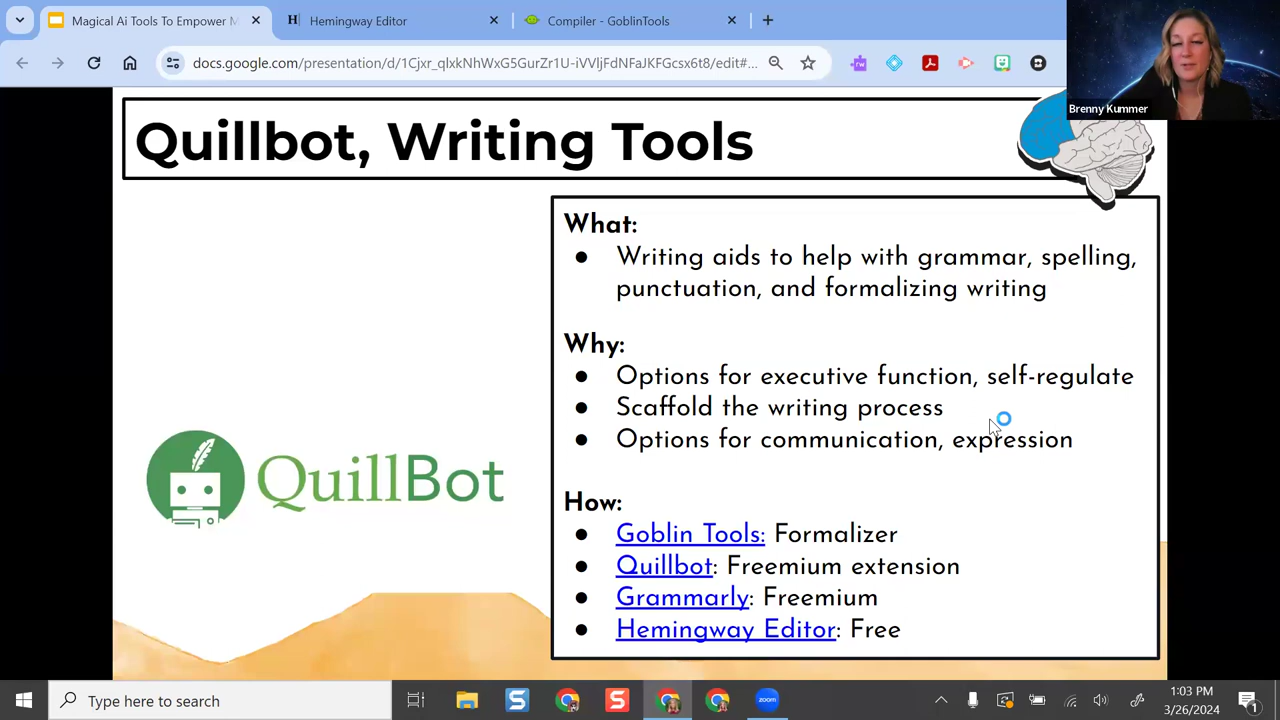 Magical Ai Tools To Empower M
Hemingway Editor
Compiler - GoblinTools
docs.google.com/presentation/d/1Cjxr_qlxkNhWxG5GurZr1U-iVVljFdNFaJKFGcsx6t8/edit#...
Brenny Kummer
Quillbot, Writing Tools
What:
● Writing aids to help with grammar, spelling,
punctuation, and formalizing writing
Why:
● Options for executive function, self-regulate
● Scaffold the writing process
● Options for communication, expression
QuillBot
How:
● Goblin Tools: Formalizer
● Quillbot: Freemium extension
● Grammarly: Freemium
● Hemingway Editor: Free
Type here to search
zoom
1:03 PM
3/26/2024
1